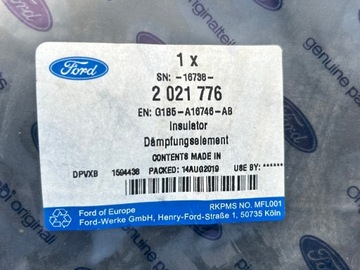 Ford
1 x
SN: -16738-
2 021 776
EN: G1B5-A16746-AB
Insulator
Dämpfungselement
CONTENTS MADE IN
DPVXB 1594436 PACKED: 14AUG2019 USE BY: ******
Ford of Europe
RKPMS NO. MFL001
Ford-Werke GmbH, Henry-Ford-Straße 1, 50735 Köln
genuine parts
originalteile